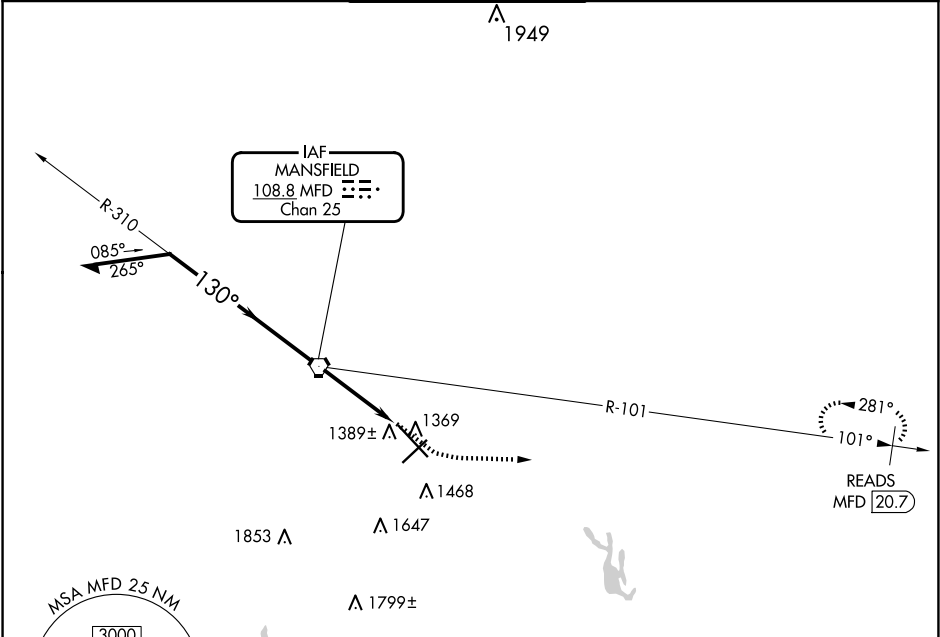 1949
IAF
MANSFIELD
108.8 MFD
Chan 25
R-310
085°
265°
130°
R-101
281°
101°
READS
MFD 20.7
1389±
1369
1468
1647
1853
1799±
MSA MFD 25 NM
3000